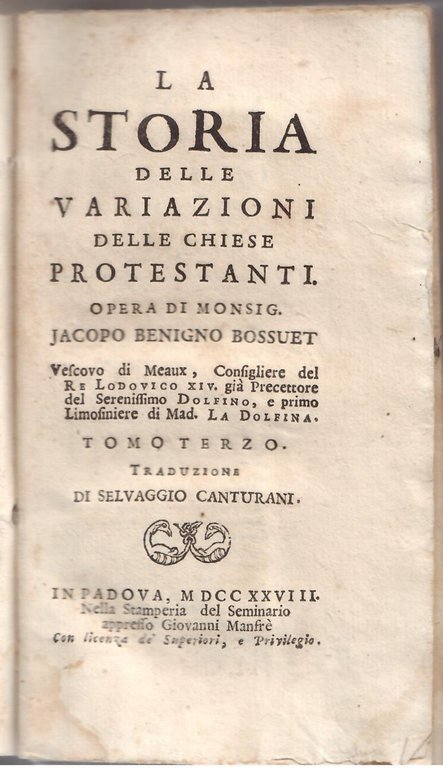 LA
STORIA
DELLE
VARIAZIONI
DELLE CHIESE
PROTESTANTI.
OPERA DI MONSIG.
JACOPO BENIGNO BOSSUET
Veſcovo di Meaux, Conſigliere del
RE LODOVICO XIV. già Precettore
del Sereniſſimo DOLFINO, e primo
Limoſiniere di Mad. LA DOLFINA.
TOMO TERZO.
TRADUZIONE
DI SELVAGGIO CANTURANI.
IN PADOVA, MDCCXXVIII.
Nella Stamperia del Seminario
appreſſo Giovanni Manfrè
Con licenza de' Superiori, e Privilegio.